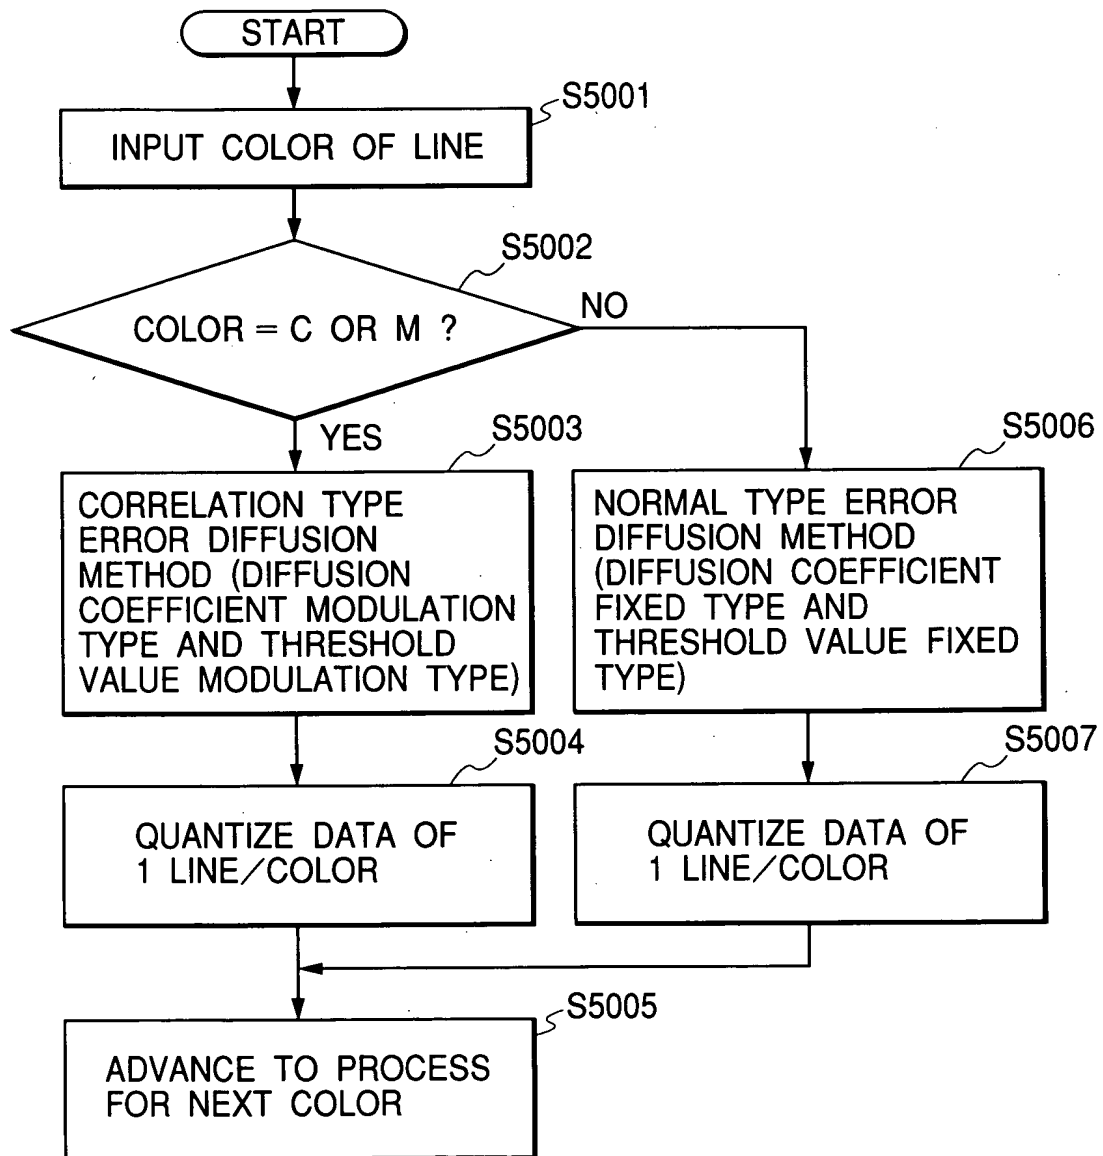 START
S5001
INPUT COLOR OF LINE
S5002
COLOR = C OR M ?
NO
YES
S5003
CORRELATION TYPE
ERROR DIFFUSION
METHOD (DIFFUSION
COEFFICIENT MODULATION
TYPE AND THRESHOLD
VALUE MODULATION TYPE)
S5006
NORMAL TYPE ERROR
DIFFUSION METHOD
(DIFFUSION COEFFICIENT
FIXED TYPE AND
THRESHOLD VALUE FIXED
TYPE)
S5004
QUANTIZE DATA OF
1 LINE/COLOR
S5007
QUANTIZE DATA OF
1 LINE/COLOR
S5005
ADVANCE TO PROCESS
FOR NEXT COLOR